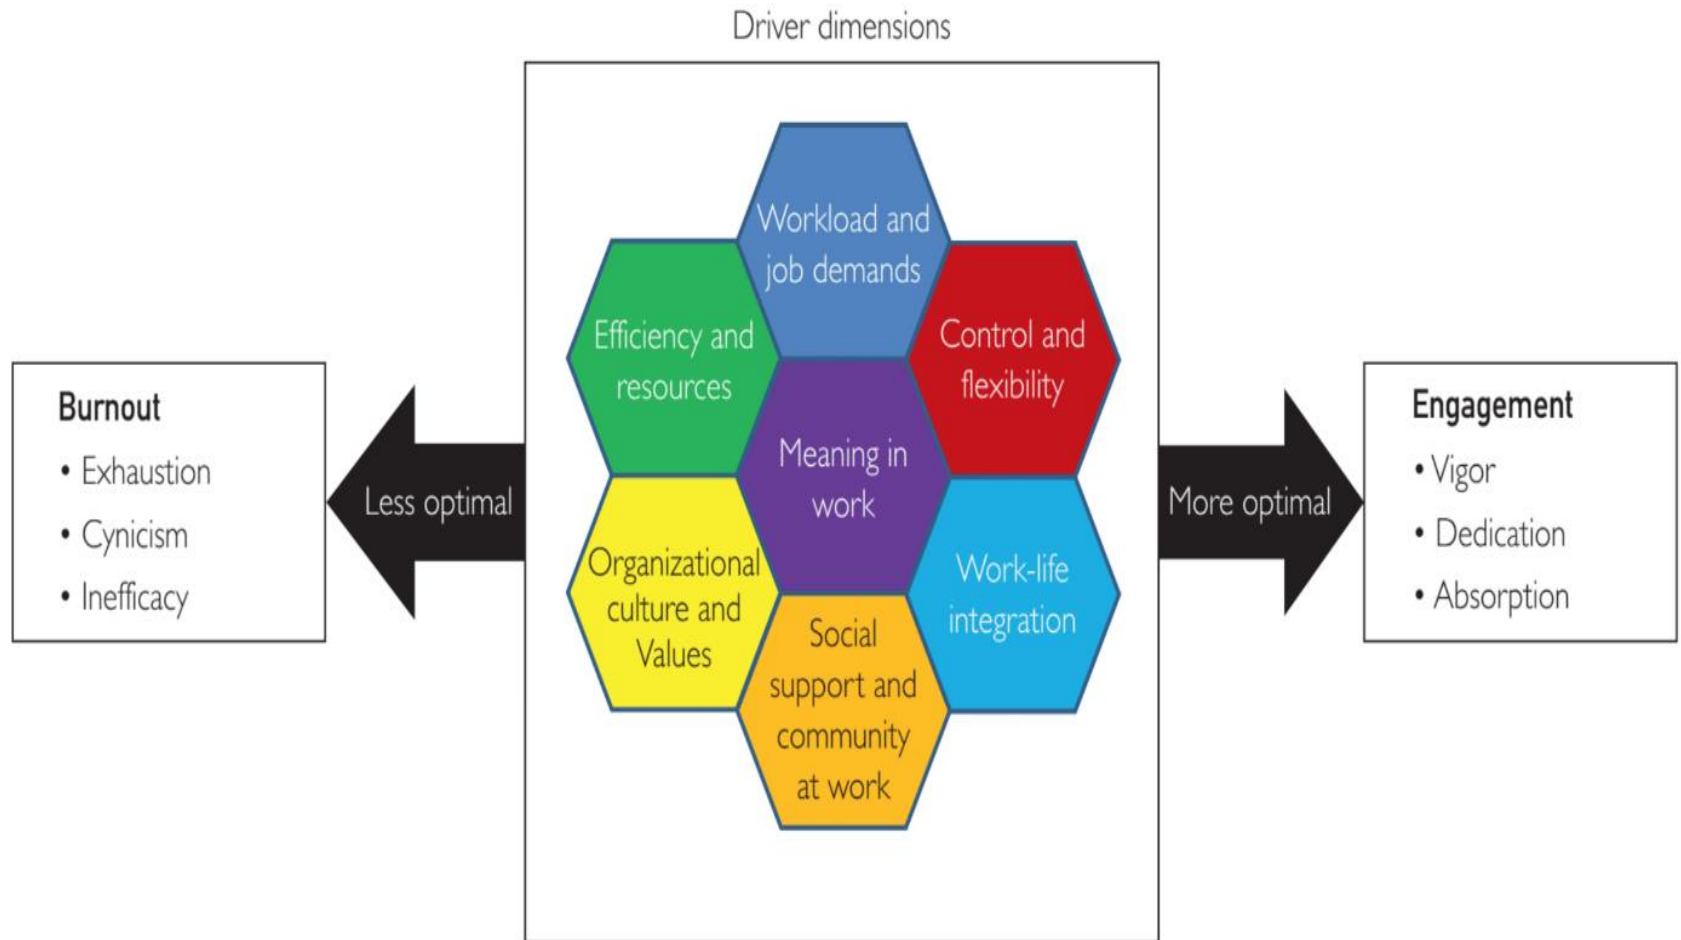 Driver dimensions
Workload and
job demands
Efficiency and
resources
Control and
flexibility
Meaning in
work
Organizational
culture and
Values
Work-life
integration
Social
support and
community
at work
Burnout
• Exhaustion
• Cynicism
• Inefficacy
Less optimal
More optimal
Engagement
• Vigor
• Dedication
• Absorption